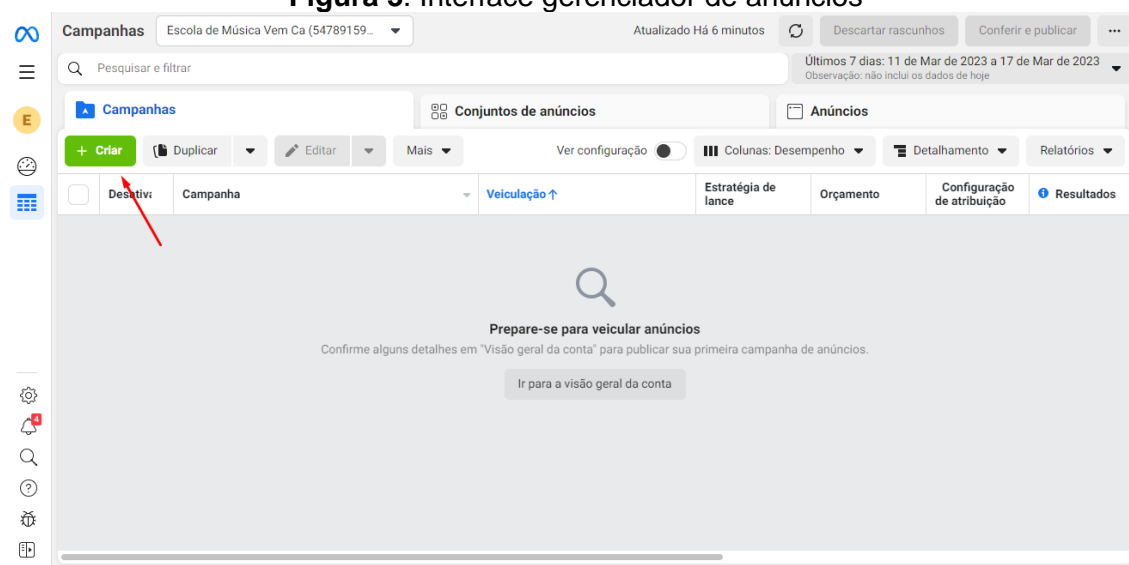 Figura 5: Interface gerenciador de anúncios
Campanhas Escola de Música Vem Ca (54789159... Atualizado Há 6 minutos Descartar rascunhos Conferir e publicar ...
Pesquisar e filtrar
Últimos 7 dias: 11 de Mar de 2023 a 17 de Mar de 2023
Observação: não inclui os dados de hoje
E
Campanhas Conjuntos de anúncios Anúncios
+ Criar Duplicar Editar Mais Ver configuração Colunas: Desempenho Detalhamento Relatórios
Campanha Veiculação ↑ Estratégia de
lance Orçamento Configuração
de atribuição Resultados
Prepare-se para veicular anúncios
Confirme alguns detalhes em "Visão geral da conta" para publicar sua primeira campanha de anúncios.
Ir para a visão geral da conta
4